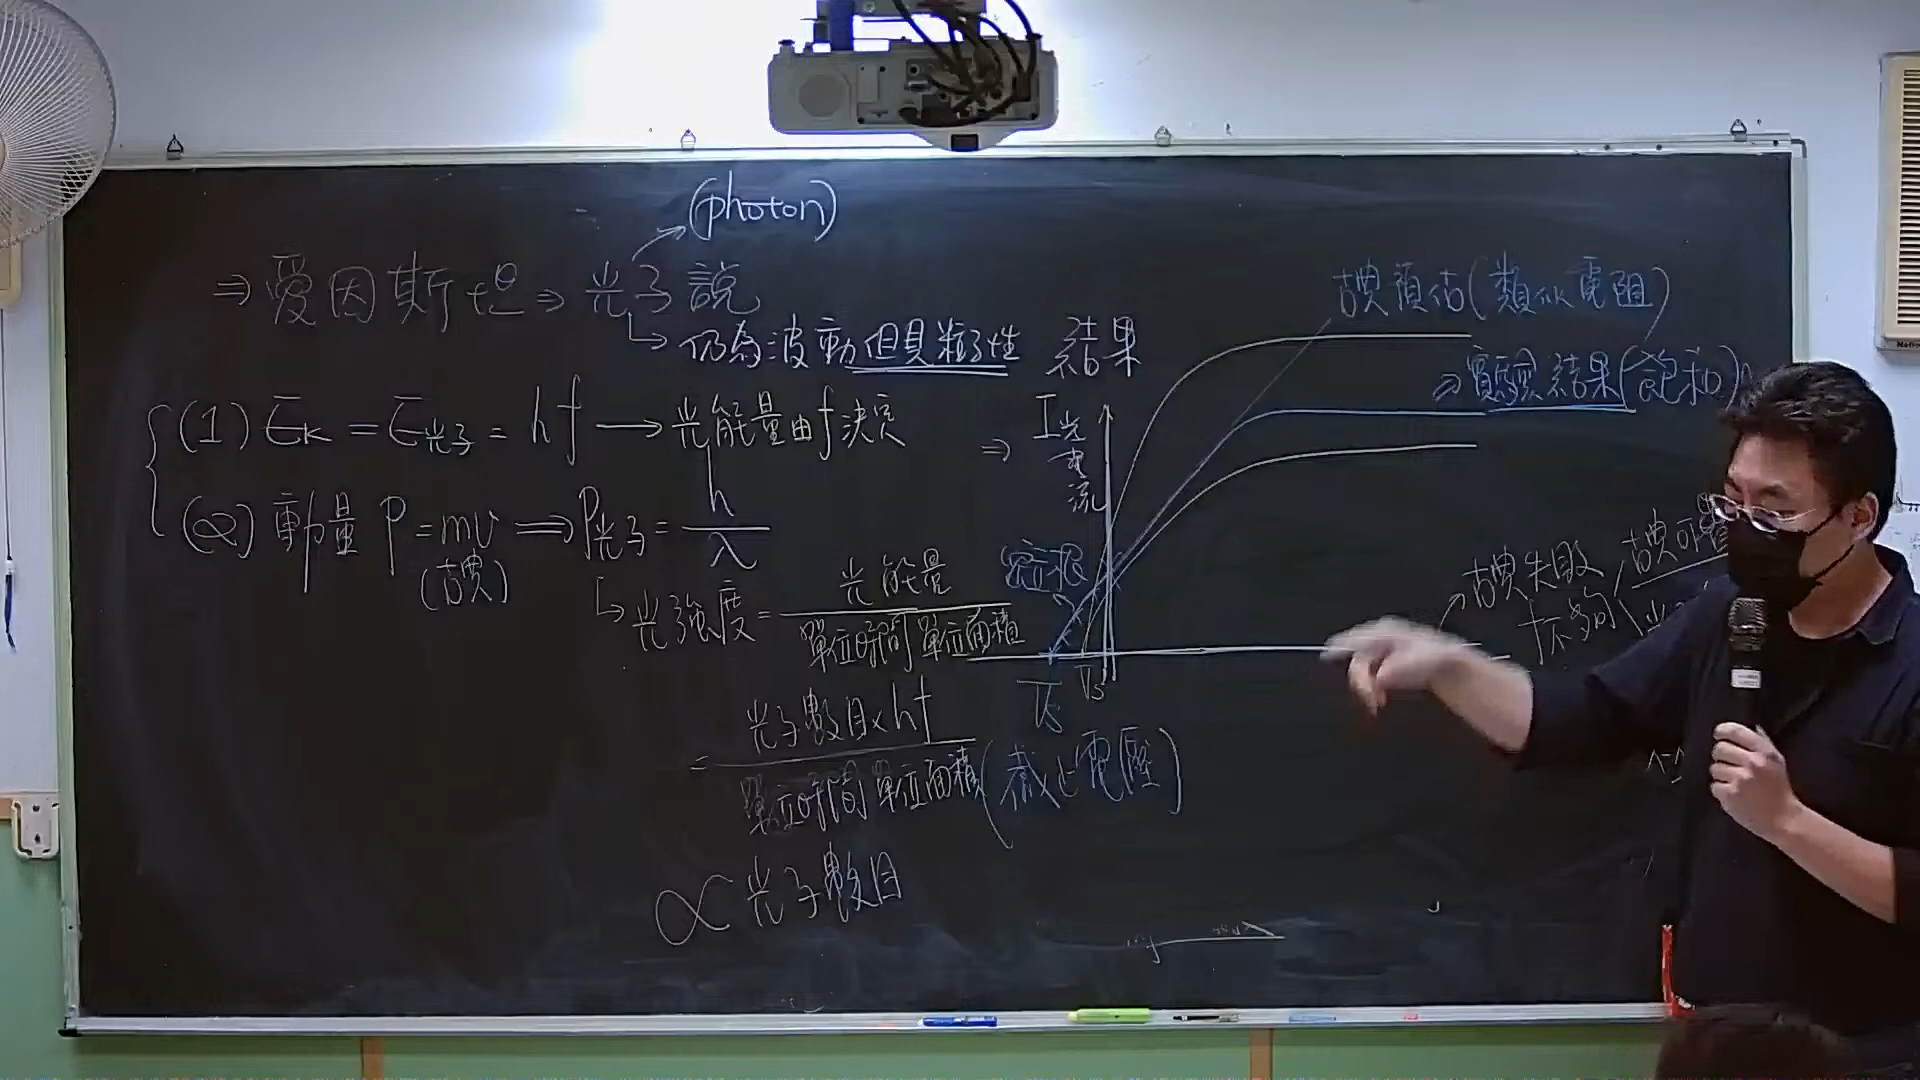 (photon)
⇒ 愛因斯坦 ⇒ 光子說
↳ 仍為波動但具粒子性
(1) Eₖ = E光子 = hf → 光能量由f決定
(2) 動量 P = mv ⟹ P光子 = h/λ
(古典)
↳ 光強度 = 光能量 / 單位時間單位面積
= 光子數目×hf / 單位時間單位面積
∝ 光子數目
結果
⇒ I光電流
古典預估(類似電阻)
⇒ 實驗結果(飽和)
Vs
Vs
(截止電壓)
古典失敗
古典可